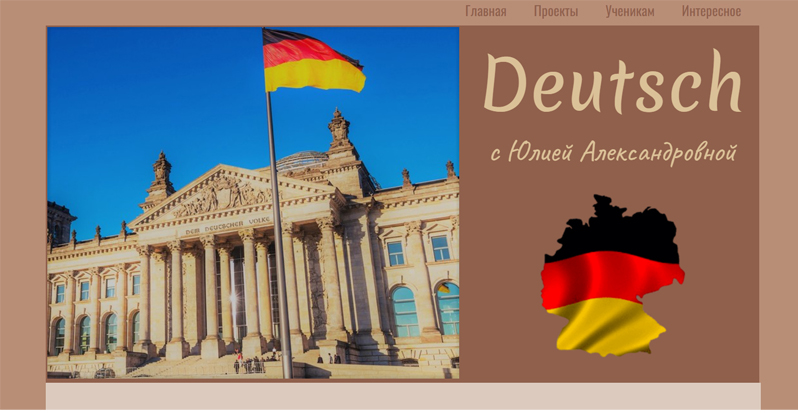 Главная Проекты Ученикам Интересное
Deutsch
с Юлией Александровной
DEM DEUTSCHEN VOLKE